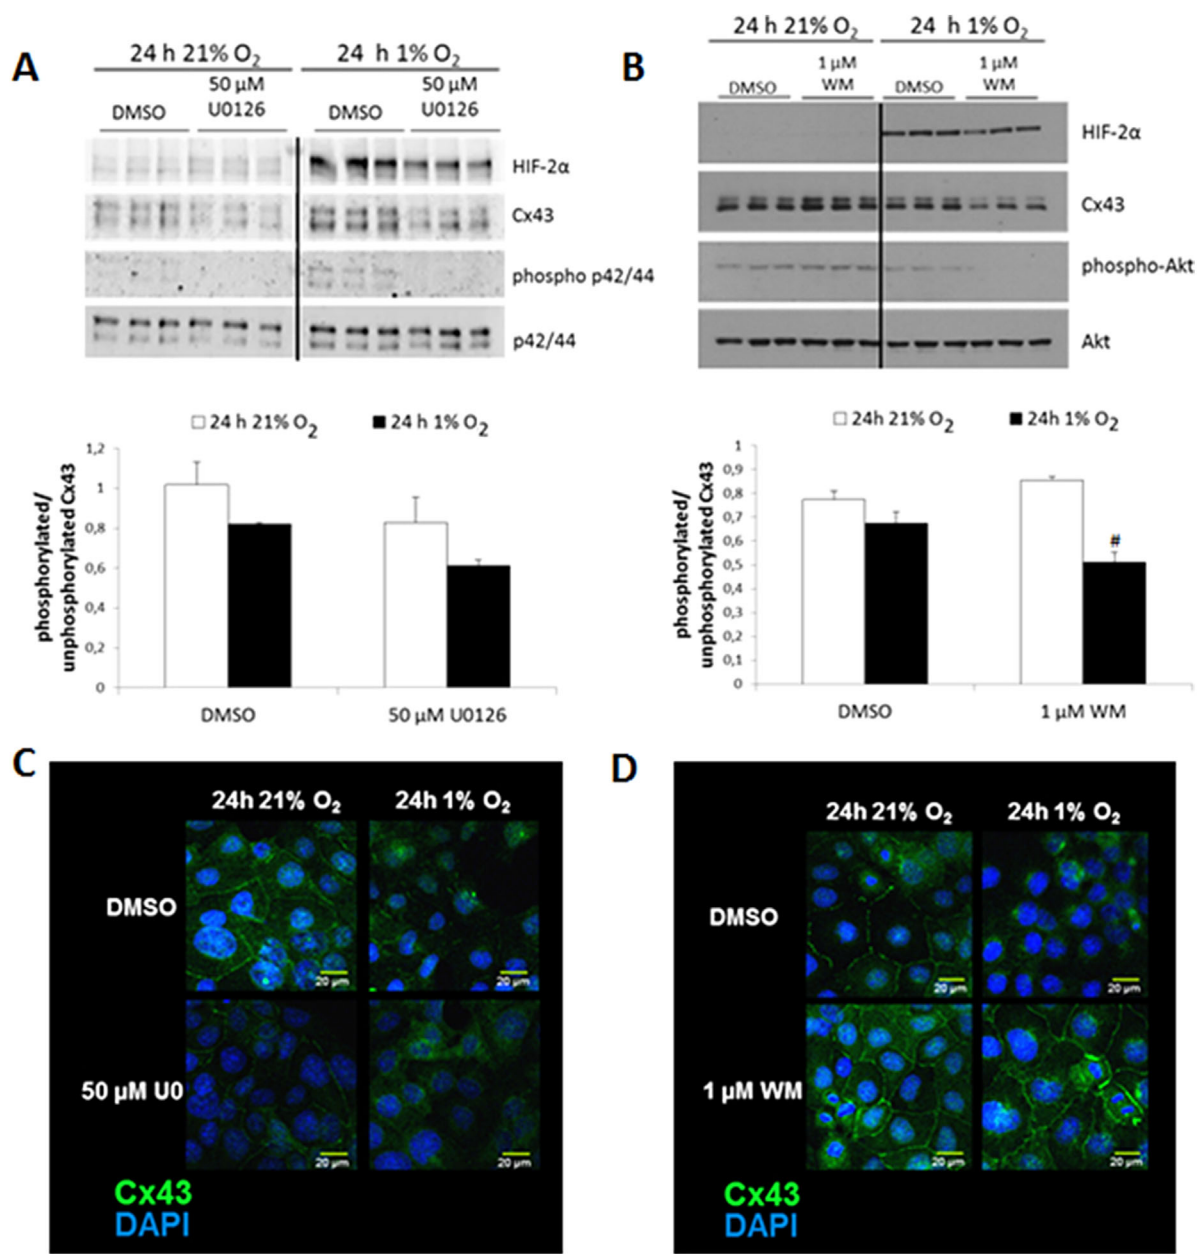 A
24 h 21% O2
24 h 1% O2
DMSO
50 µM
U0126
DMSO
50 µM
U0126
HIF-2α
Cx43
phospho p42/44
p42/44
24 h 21% O2
24 h 1% O2
phosphorylated/
unphosphorylated Cx43
1,2
1
0,8
0,6
0,4
0,2
0
DMSO
50 µM U0126
B
24 h 21% O2
24 h 1% O2
DMSO
1 µM
WM
DMSO
1 µM
WM
HIF-2α
Cx43
phospho-Akt
Akt
24h 21% O2
24h 1% O2
phosphorylated/
unphosphorylated Cx43
1
0,9
0,8
0,7
0,6
0,5
0,4
0,3
0,2
0,1
0
#
DMSO
1 µM WM
C
24h 21% O2
24h 1% O2
DMSO
20 µm
20 µm
50 µM U0
20 µm
20 µm
Cx43
DAPI
D
24h 21% O2
24h 1% O2
DMSO
20 µm
20 µm
1 µM WM
20 µm
20 µm
Cx43
DAPI